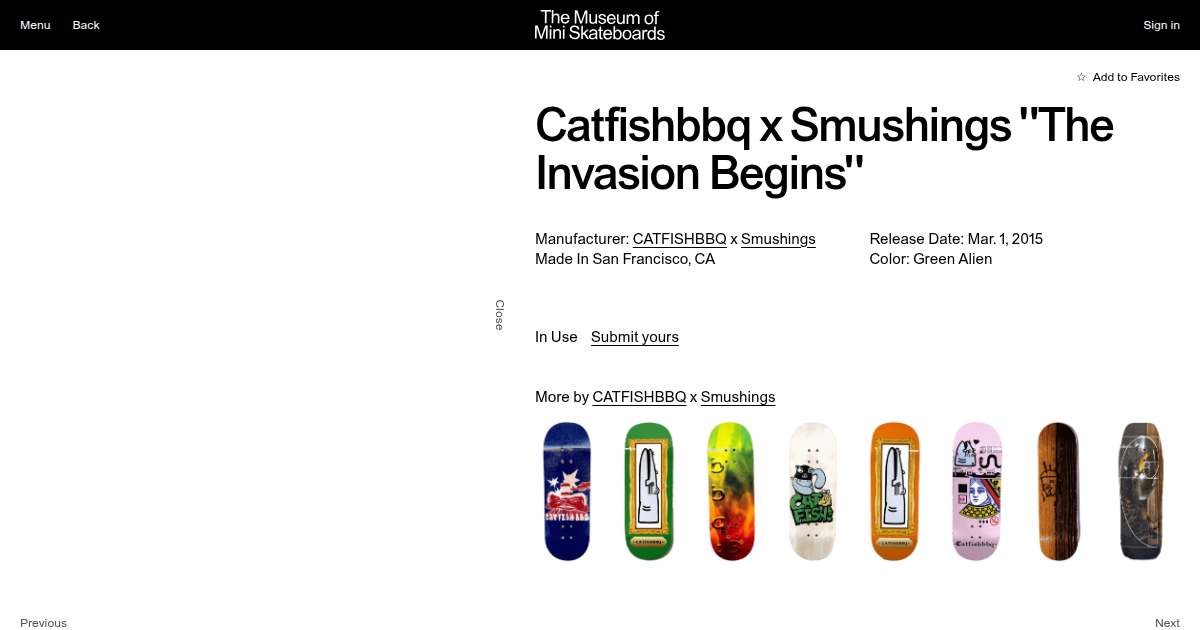 Menu
Back
The Museum of
Mini Skateboards
Sign in
☆ Add to Favorites
Catfishbbq x Smushings "The
Invasion Begins"
Manufacturer: CATFISHBBQ x Smushings
Made In San Francisco, CA
Release Date: Mar. 1, 2015
Color: Green Alien
Close
In Use
Submit yours
More by CATFISHBBQ x Smushings
Previous
Next